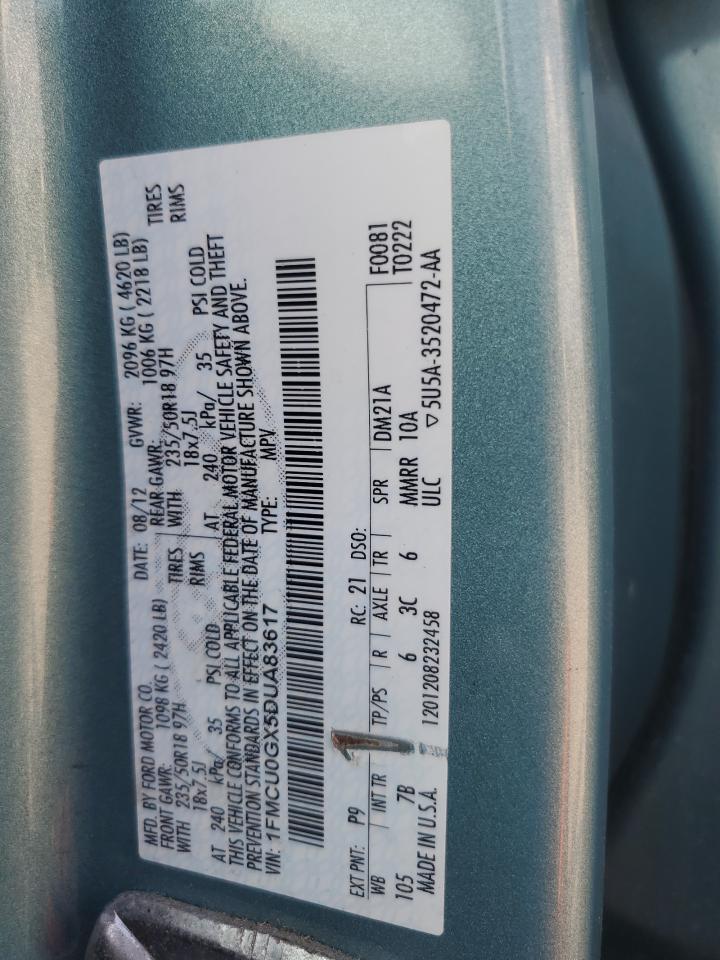 MFD. BY FORD MOTOR CO. DATE: 08/12 GVWR: 2096 KG ( 4620 LB)
FRONT GAWR: 1098 KG ( 2420 LB) REAR GAWR: 1006 KG ( 2218 LB)
WITH 235/50R18 97H TIRES WITH 235/50R18 97H TIRES
18x7.5J RIMS 18x7.5J RIMS
AT 240 kPa/ 35 PSI COLD AT 240 kPa/ 35 PSI COLD
THIS VEHICLE CONFORMS TO ALL APPLICABLE FEDERAL MOTOR VEHICLE SAFETY AND THEFT
PREVENTION STANDARDS IN EFFECT ON THE DATE OF MANUFACTURE SHOWN ABOVE.
VIN: 1FMCU0GX5DUA83617 TYPE: MPV
EXT PNT: P9 RC: 21 DSO: F0081
WB INT TR TP/PS R AXLE TR SPR DM21A T0222
105 7B 6 3C 6 MMRR 10A
MADE IN U.S.A. 1201208232458 ULC ▽5U5A-3520472-AA